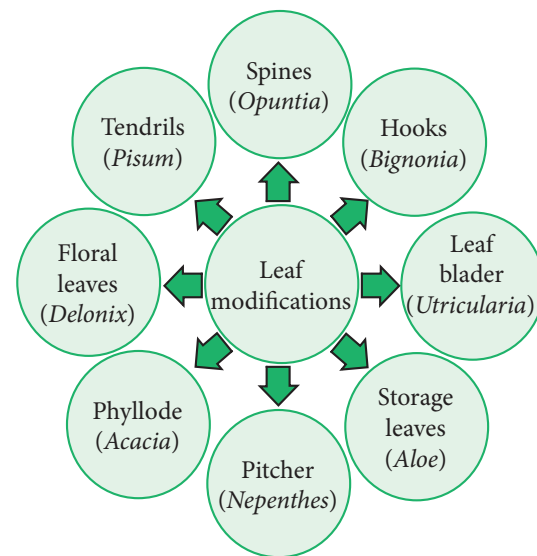 Spines
(Opuntia)
Hooks
(Bignonia)
Leaf
blader
(Utricularia)
Storage
leaves
(Aloe)
Pitcher
(Nepenthes)
Phyllode
(Acacia)
Floral
leaves
(Delonix)
Tendrils
(Pisum)
Leaf
modifications